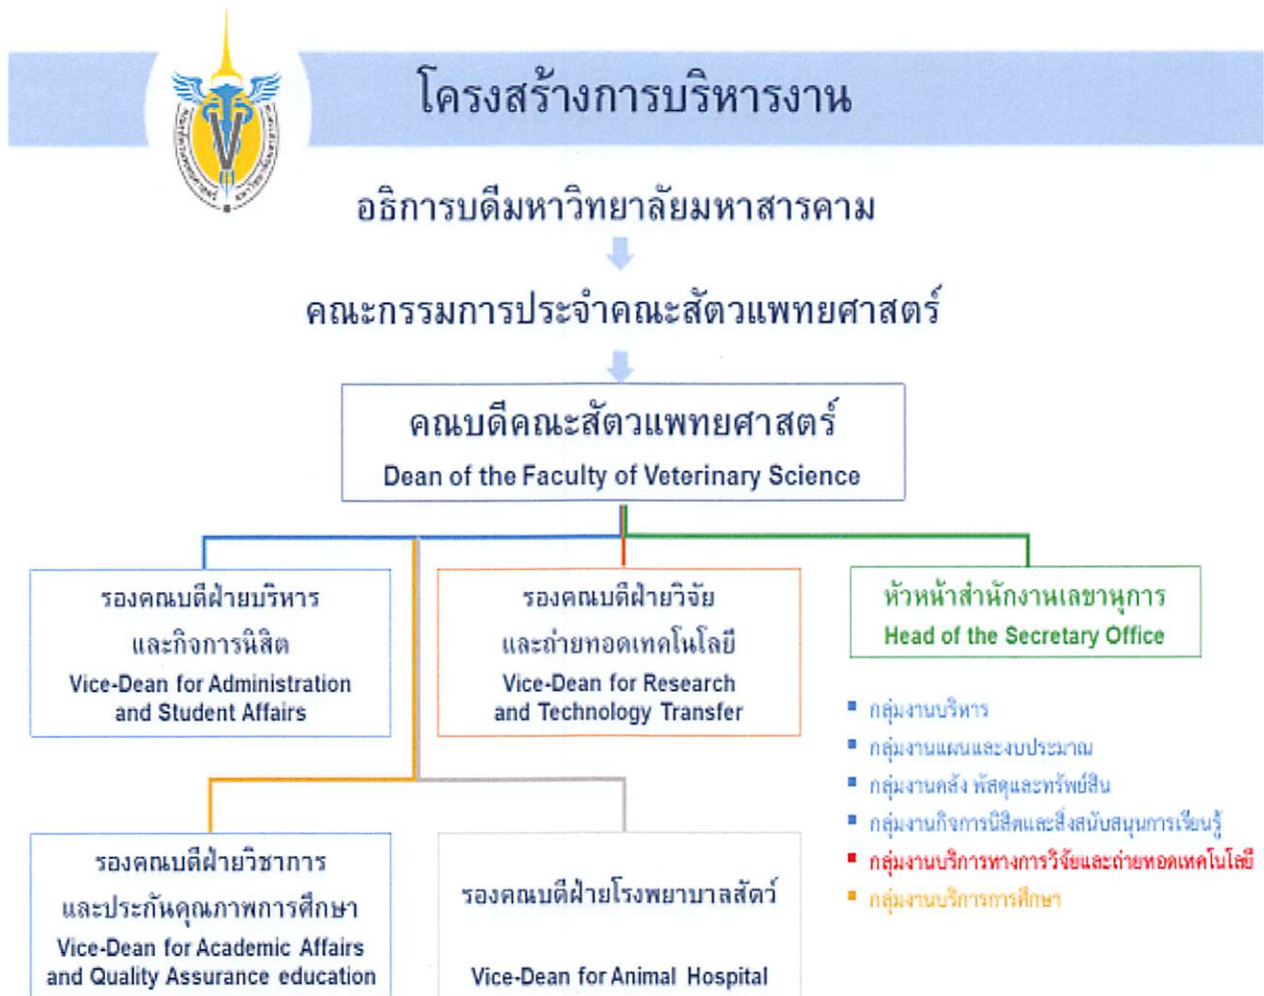 โครงสร้างการบริหารงาน
อธิการบดีมหาวิทยาลัยมหาสารคาม
คณะกรรมการประจำคณะสัตวแพทยศาสตร์
คณบดีคณะสัตวแพทยศาสตร์
Dean of the Faculty of Veterinary Science
รองคณบดีฝ่ายบริหาร
และกิจการนิสิต
Vice-Dean for Administration
and Student Affairs
รองคณบดีฝ่ายวิจัย
และถ่ายทอดเทคโนโลยี
Vice-Dean for Research
and Technology Transfer
หัวหน้าสำนักงานเลขานุการ
Head of the Secretary Office
กลุ่มงานบริหาร
กลุ่มงานแผนและงบประมาณ
กลุ่มงานคลัง พัสดุและทรัพย์สิน
กลุ่มงานกิจการนิสิตและสิ่งสนับสนุนการเรียนรู้
กลุ่มงานบริการทางการวิจัยและถ่ายทอดเทคโนโลยี
กลุ่มงานบริการการศึกษา
รองคณบดีฝ่ายวิชาการ
และประกันคุณภาพการศึกษา
Vice-Dean for Academic Affairs
and Quality Assurance education
รองคณบดีฝ่ายโรงพยาบาลสัตว์
Vice-Dean for Animal Hospital